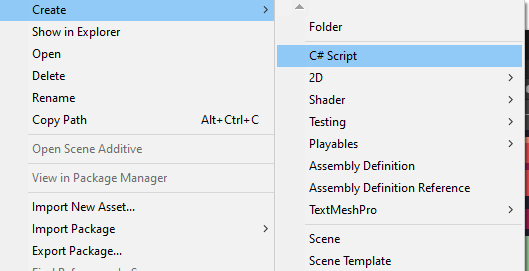 Create
Show in Explorer
Open
Delete
Rename
Copy Path Alt+Ctrl+C
Open Scene Additive
View in Package Manager
Import New Asset...
Import Package
Export Package...
Folder
C# Script
2D
Shader
Testing
Playables
Assembly Definition
Assembly Definition Reference
TextMeshPro
Scene
Scene Template